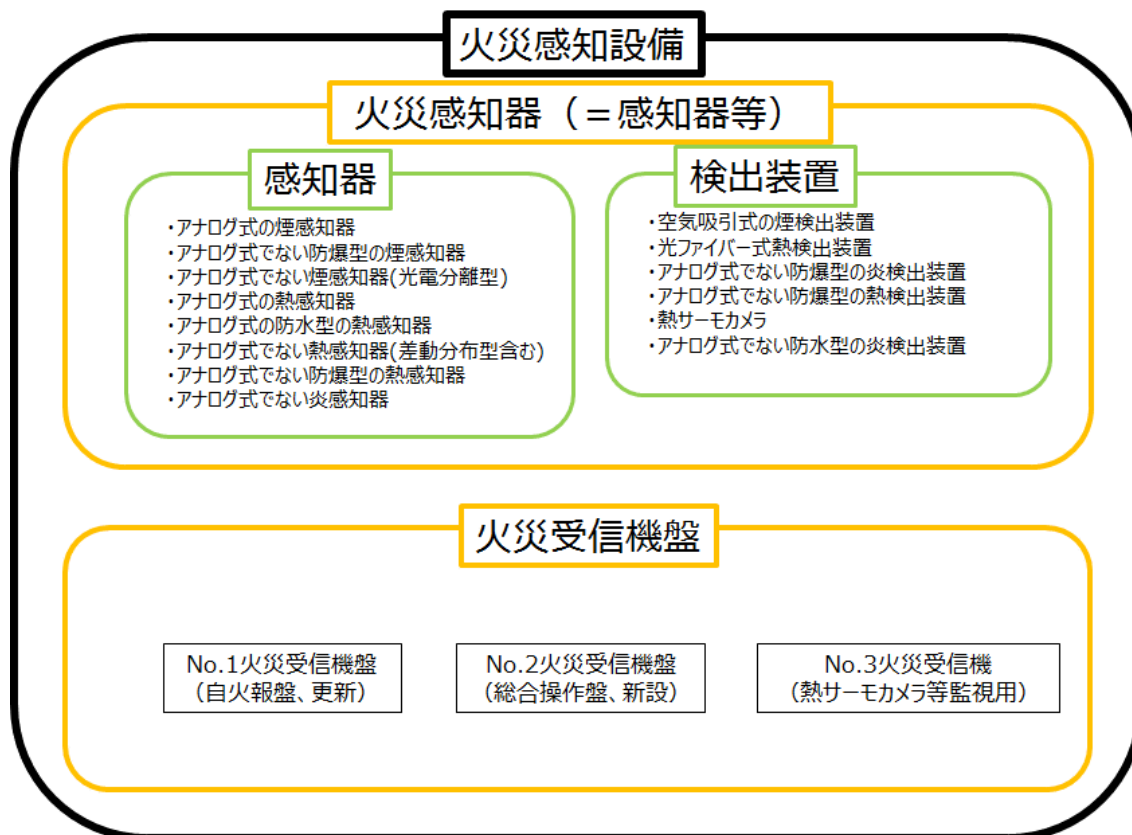 火災感知設備
火災感知器（＝感知器等）
感知器
・アナログ式の煙感知器
・アナログ式でない防爆型の煙感知器
・アナログ式でない煙感知器(光電分離型)
・アナログ式の熱感知器
・アナログ式の防水型の熱感知器
・アナログ式でない熱感知器(差動分布型含む)
・アナログ式でない防爆型の熱感知器
・アナログ式でない炎感知器
検出装置
・空気吸引式の煙検出装置
・光ファイバー式熱検出装置
・アナログ式でない防爆型の炎検出装置
・アナログ式でない防爆型の熱検出装置
・熱サーモカメラ
・アナログ式でない防水型の炎検出装置
火災受信機盤
No.1火災受信機盤
（自火報盤、更新）
No.2火災受信機盤
（総合操作盤、新設）
No.3火災受信機
（熱サーモカメラ等監視用）